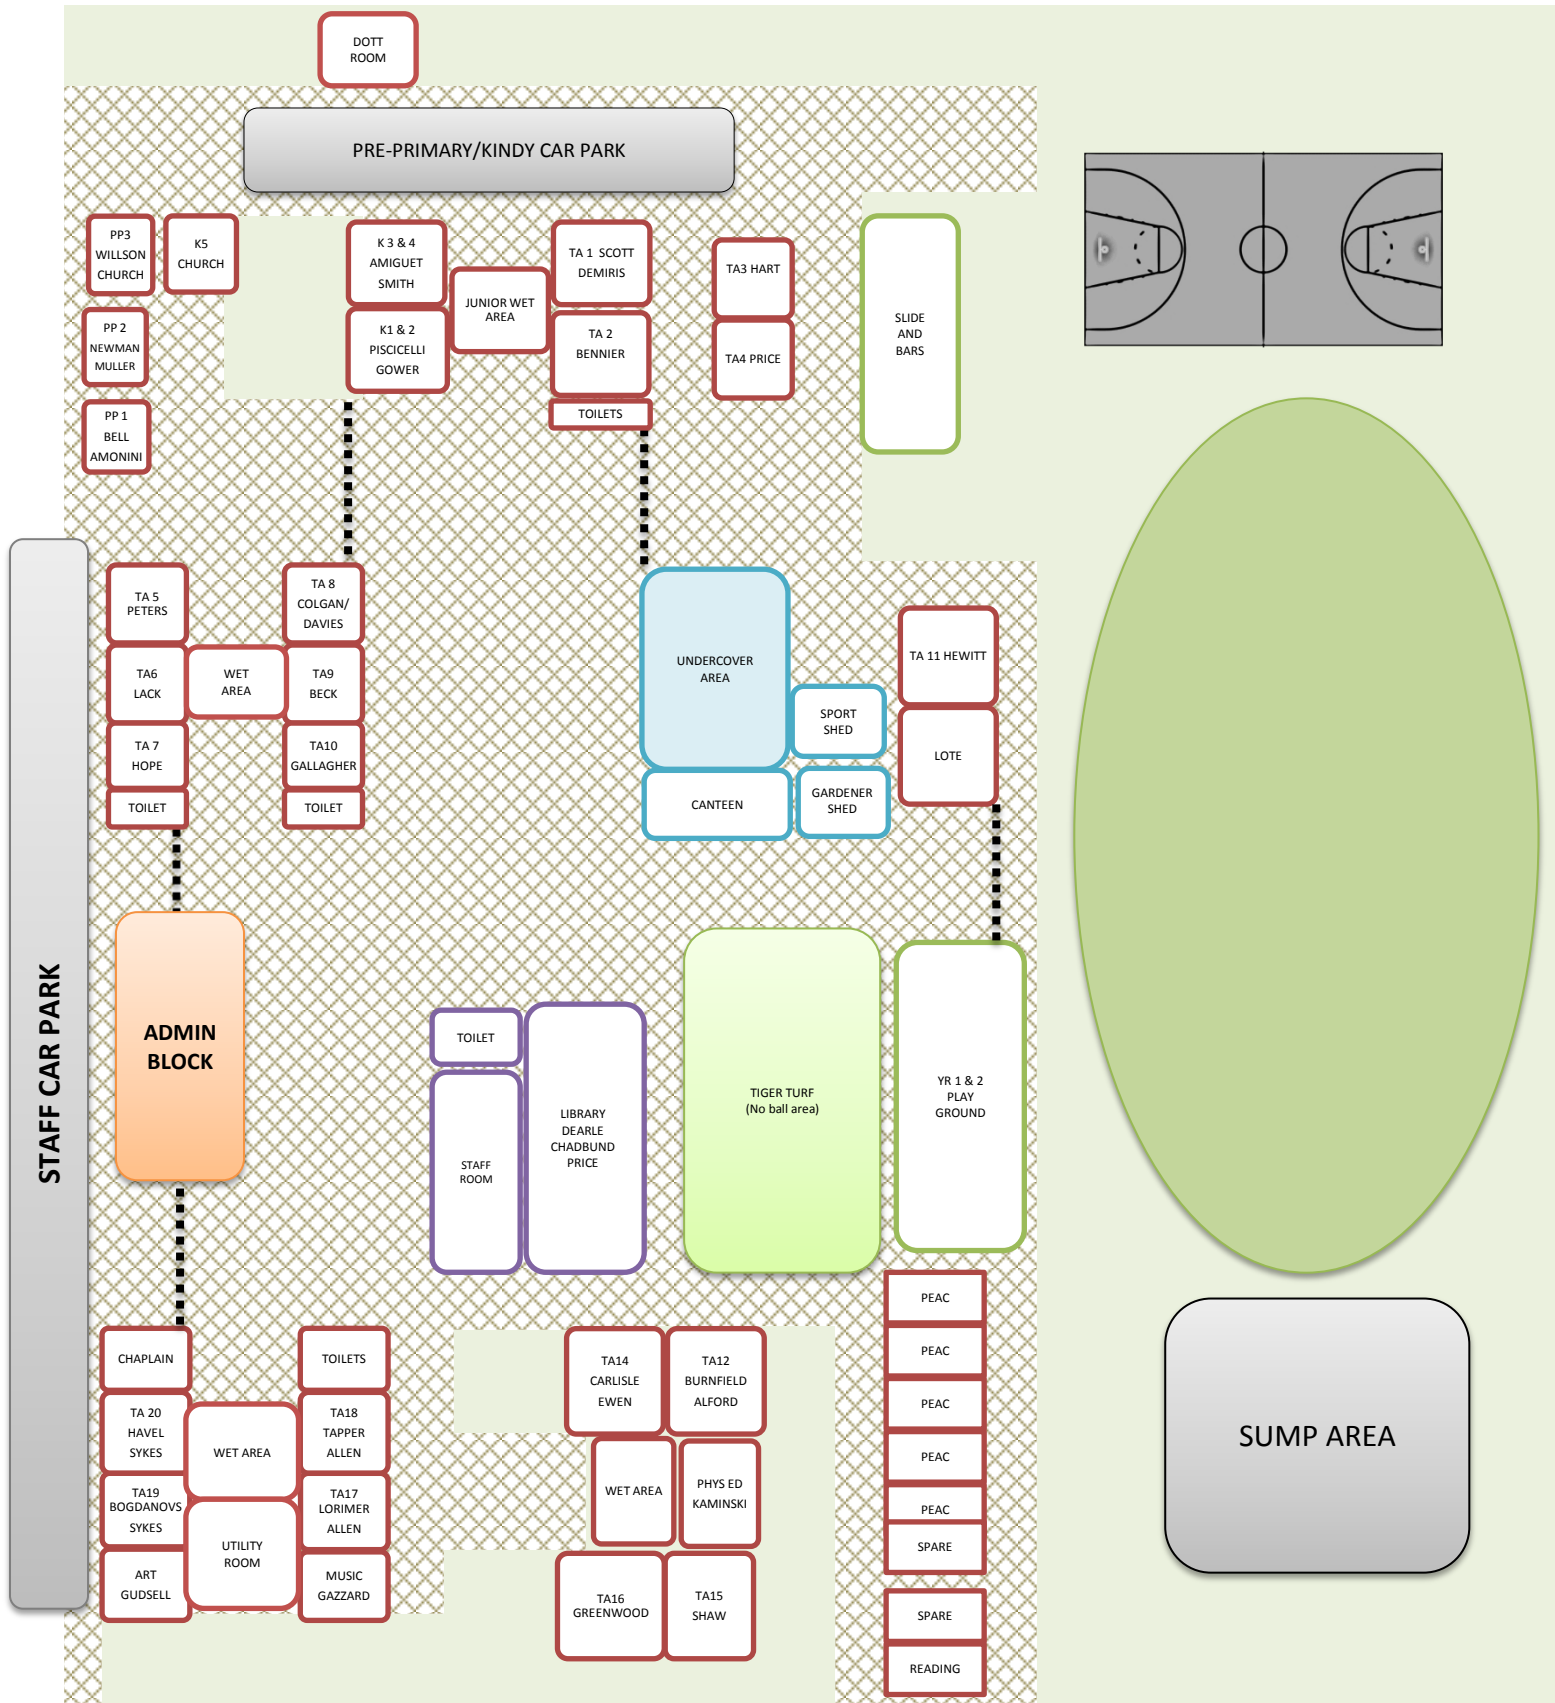 DOTT
ROOM
PRE-PRIMARY/KINDY CAR PARK
PP3
WILLSON
CHURCH
K5
CHURCH
K 3 & 4
AMIGUET
SMITH
JUNIOR WET
AREA
TA 1 SCOTT
DEMIRIS
TA3 HART
SLIDE
AND
BARS
PP 2
NEWMAN
MULLER
K1 & 2
PISCICELLI
GOWER
TA 2
BENNIER
TA4 PRICE
PP 1
BELL
AMONINI
TOILETS
STAFF CAR PARK
TA 5
PETERS
TA 8
COLGAN/
DAVIES
TA6
LACK
WET
AREA
TA9
BECK
TA 7
HOPE
TA10
GALLAGHER
TOILET
TOILET
UNDERCOVER
AREA
SPORT
SHED
TA 11 HEWITT
LOTE
CANTEEN
GARDENER
SHED
ADMIN
BLOCK
TOILET
STAFF
ROOM
LIBRARY
DEARLE
CHADBUND
PRICE
TIGER TURF
(No ball area)
YR 1 & 2
PLAY
GROUND
CHAPLAIN
TOILETS
TA 20
HAVEL
SYKES
WET AREA
TA18
TAPPER
ALLEN
TA19
BOGDANOVS
SYKES
UTILITY
ROOM
TA17
LORIMER
ALLEN
ART
GUDSELL
MUSIC
GAZZARD
TA14
CARLISLE
EWEN
TA12
BURNFIELD
ALFORD
WET AREA
PHYS ED
KAMINSKI
TA16
GREENWOOD
TA15
SHAW
PEAC
PEAC
PEAC
PEAC
PEAC
SPARE
SPARE
READING
SUMP AREA